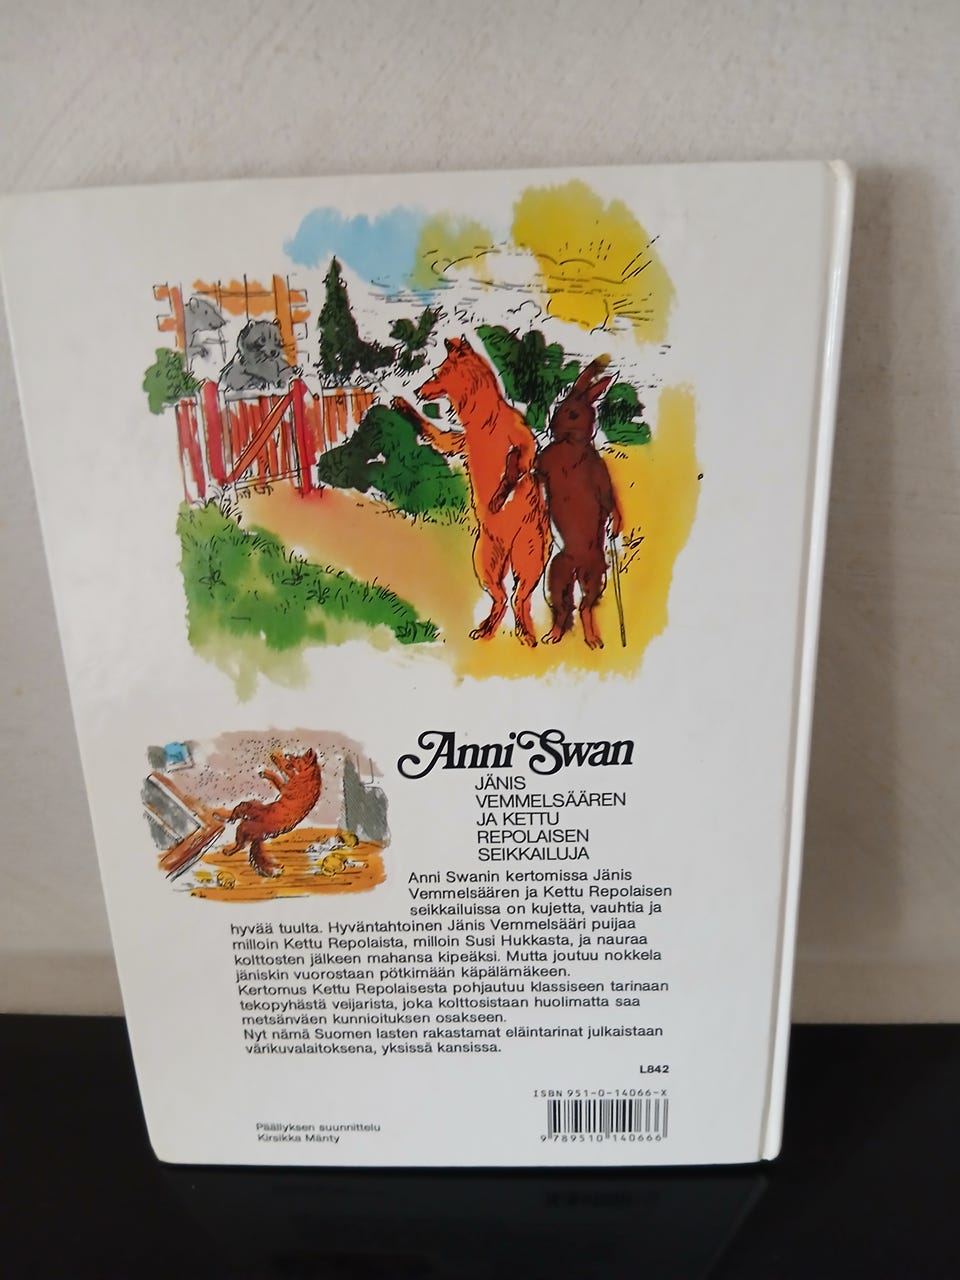 Anni Swan
JÄNIS
VEMMELSÄÄREN
JA KETTU
REPOLAISEN
SEIKKAILUJA
Anni Swanin kertomissa Jänis
Vemmelsäären ja Kettu Repolaisen
seikkailuissa on kujetta, vauhtia ja
hyvää tuulta. Hyväntahtoinen Jänis Vemmelsääri puijaa
milloin Kettu Repolaista, milloin Susi Hukkasta, ja nauraa
kolttosten jälkeen mahansa kipeäksi. Mutta joutuu nokkela
jäniskin vuorostaan pötkimään käpälämäkeen.
Kertomus Kettu Repolaisesta pohjautuu klassiseen tarinaan
tekopyhästä veijarista, joka kolttosistaan huolimatta saa
metsänväen kunnioituksen osakseen.
Nyt nämä Suomen lasten rakastamat eläintarinat julkaistaan
värikuvalaitoksena, yksissä kansissa.
L842
ISBN 951-0-14066-X
9 789510 140666
Päällyksen suunnittelu
Kirsikka Mänty